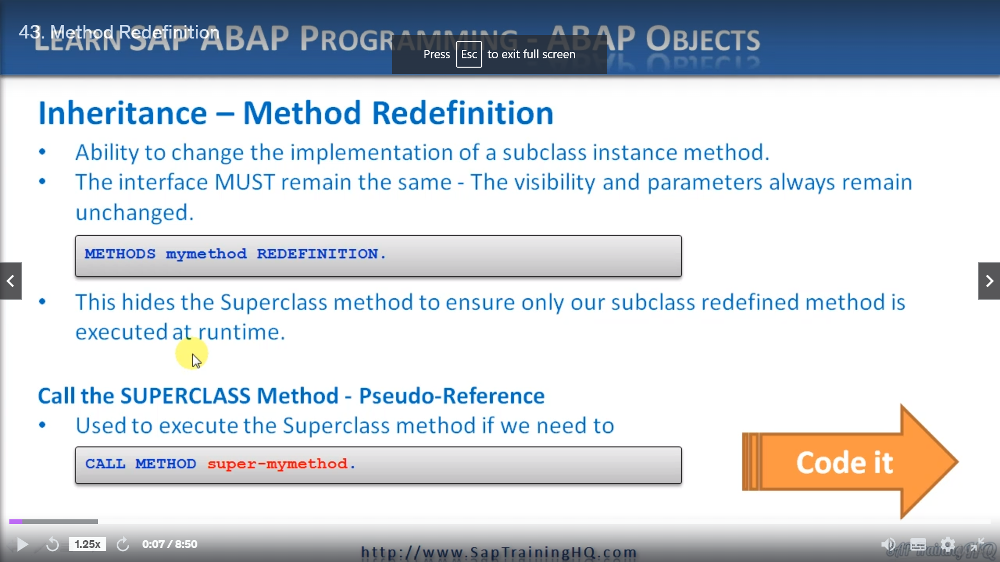 43. Method Redefinition
LEARN SAP ABAP PROGRAMMING - ABAP OBJECTS
Press Esc to exit full screen
Inheritance – Method Redefinition
• Ability to change the implementation of a subclass instance method.
• The interface MUST remain the same - The visibility and parameters always remain
unchanged.
METHODS mymethod REDEFINITION.
• This hides the Superclass method to ensure only our subclass redefined method is
executed at runtime.
Call the SUPERCLASS Method - Pseudo-Reference
• Used to execute the Superclass method if we need to
CALL METHOD super-mymethod.
Code it
1.25x
0:07 / 8:50
http://www.SapTrainingHQ.com
SAPTrainingHQ